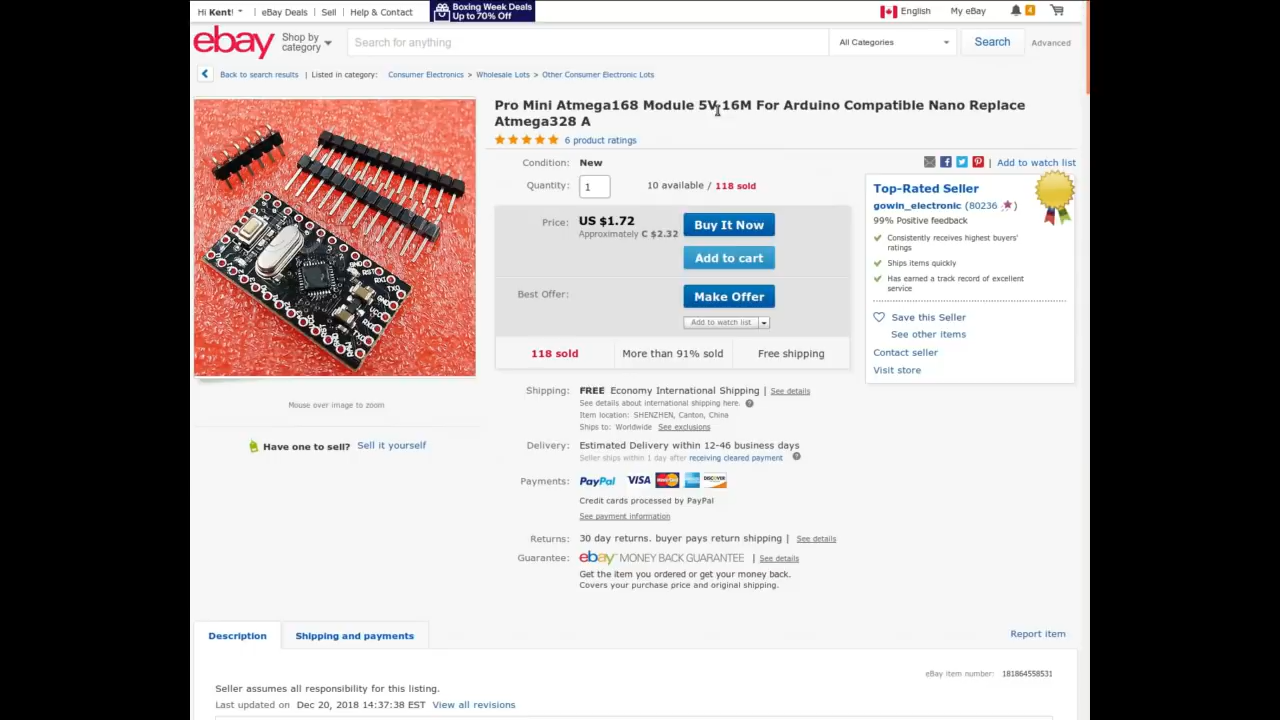 Hi Kent! | eBay Deals | Sell | Help & Contact
Boxing Week Deals
Up to 70% Off
English My eBay 4
ebay Shop by
category
Search for anything All Categories Search Advanced
Back to search results | Listed in category: Consumer Electronics > Wholesale Lots > Other Consumer Electronic Lots
Pro Mini Atmega168 Module 5V 16M For Arduino Compatible Nano Replace
Atmega328 A
6 product ratings
Condition: New
| Add to watch list
Quantity: 1 10 available / 118 sold
Price: US $1.72 Buy It Now
Approximately C $2.32
Add to cart
Best Offer: Make Offer
Add to watch list
118 sold More than 91% sold Free shipping
Top-Rated Seller
gowin_electronic (80236 )
99% Positive feedback
Consistently receives highest buyers'
ratings
Ships items quickly
Has earned a track record of excellent
service
Save this Seller
See other items
Contact seller
Visit store
Mouse over image to zoom
Have one to sell? Sell it yourself
Shipping: FREE Economy International Shipping | See details
See details about international shipping here. ?
Item location: SHENZHEN, Canton, China
Ships to: Worldwide See exclusions
Delivery: Estimated Delivery within 12-46 business days
Seller ships within 1 day after receiving cleared payment ?
Payments: PayPal VISA MasterCard DISCOVER
Credit cards processed by PayPal
See payment information
Returns: 30 day returns. buyer pays return shipping | See details
Guarantee: ebay MONEY BACK GUARANTEE | See details
Get the item you ordered or get your money back.
Covers your purchase price and original shipping.
Description Shipping and payments Report item
eBay item number: 181864558531
Seller assumes all responsibility for this listing.
Last updated on Dec 20, 2018 14:37:38 EST View all revisions